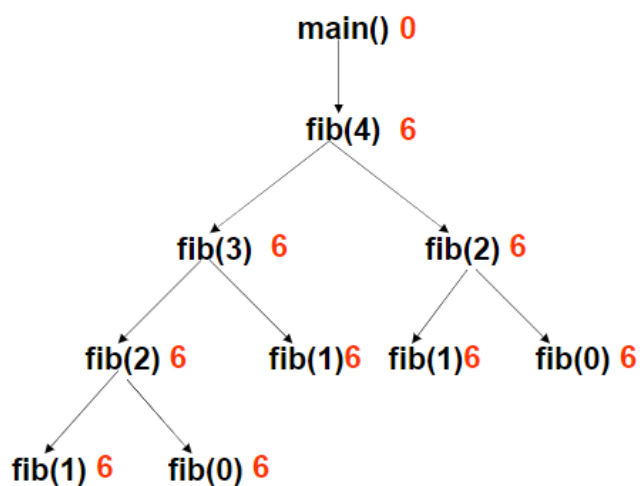 main() 0
fib(4) 6
fib(3) 6 fib(2) 6
fib(2) 6 fib(1)6 fib(1)6 fib(0) 6
fib(1) 6 fib(0) 6